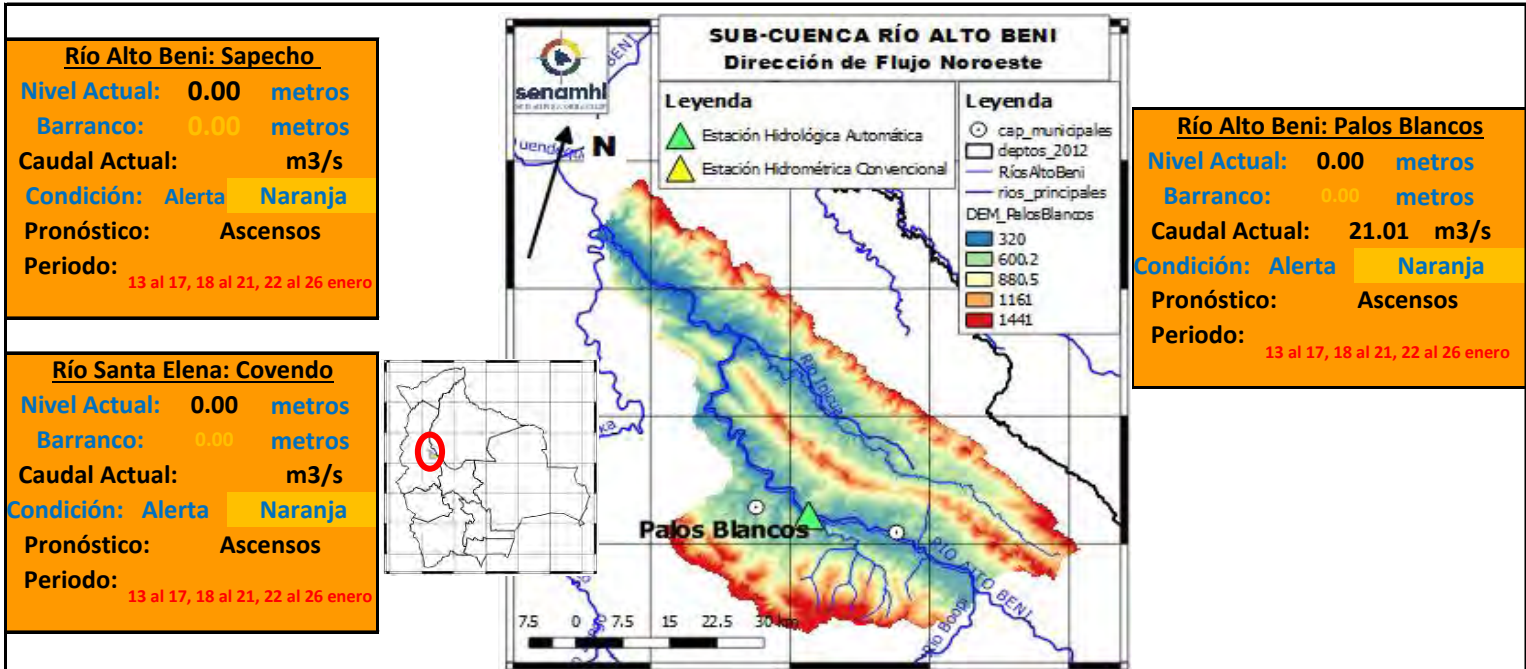 Río Alto Beni: Sapecho
Nivel Actual: 0.00 metros
Barranco: 0.00 metros
Caudal Actual: m3/s
Condición: Alerta Naranja
Pronóstico: Ascensos
Periodo: 13 al 17, 18 al 21, 22 al 26 enero
Río Santa Elena: Covendo
Nivel Actual: 0.00 metros
Barranco: 0.00 metros
Caudal Actual: m3/s
Condición: Alerta Naranja
Pronóstico: Ascensos
Periodo: 13 al 17, 18 al 21, 22 al 26 enero
senamhi
BENI
SUB-CUENCA RÍO ALTO BENI
Dirección de Flujo Noroeste
Leyenda
Estación Hidrológica Automática
Estación Hidrométrica Convencional
Leyenda
cap_municipales
deptos_2012
RíosAltoBeni
rios_principales
DEM_PalosBlancos
320
600.2
880.5
1161
1441
N
Río Inicua
ka
Palos Blancos
RÍO ALTO BENI
Río Boopi
7.5 0 7.5 15 22.5 30 km
Río Alto Beni: Palos Blancos
Nivel Actual: 0.00 metros
Barranco: 0.00 metros
Caudal Actual: 21.01 m3/s
Condición: Alerta Naranja
Pronóstico: Ascensos
Periodo: 13 al 17, 18 al 21, 22 al 26 enero